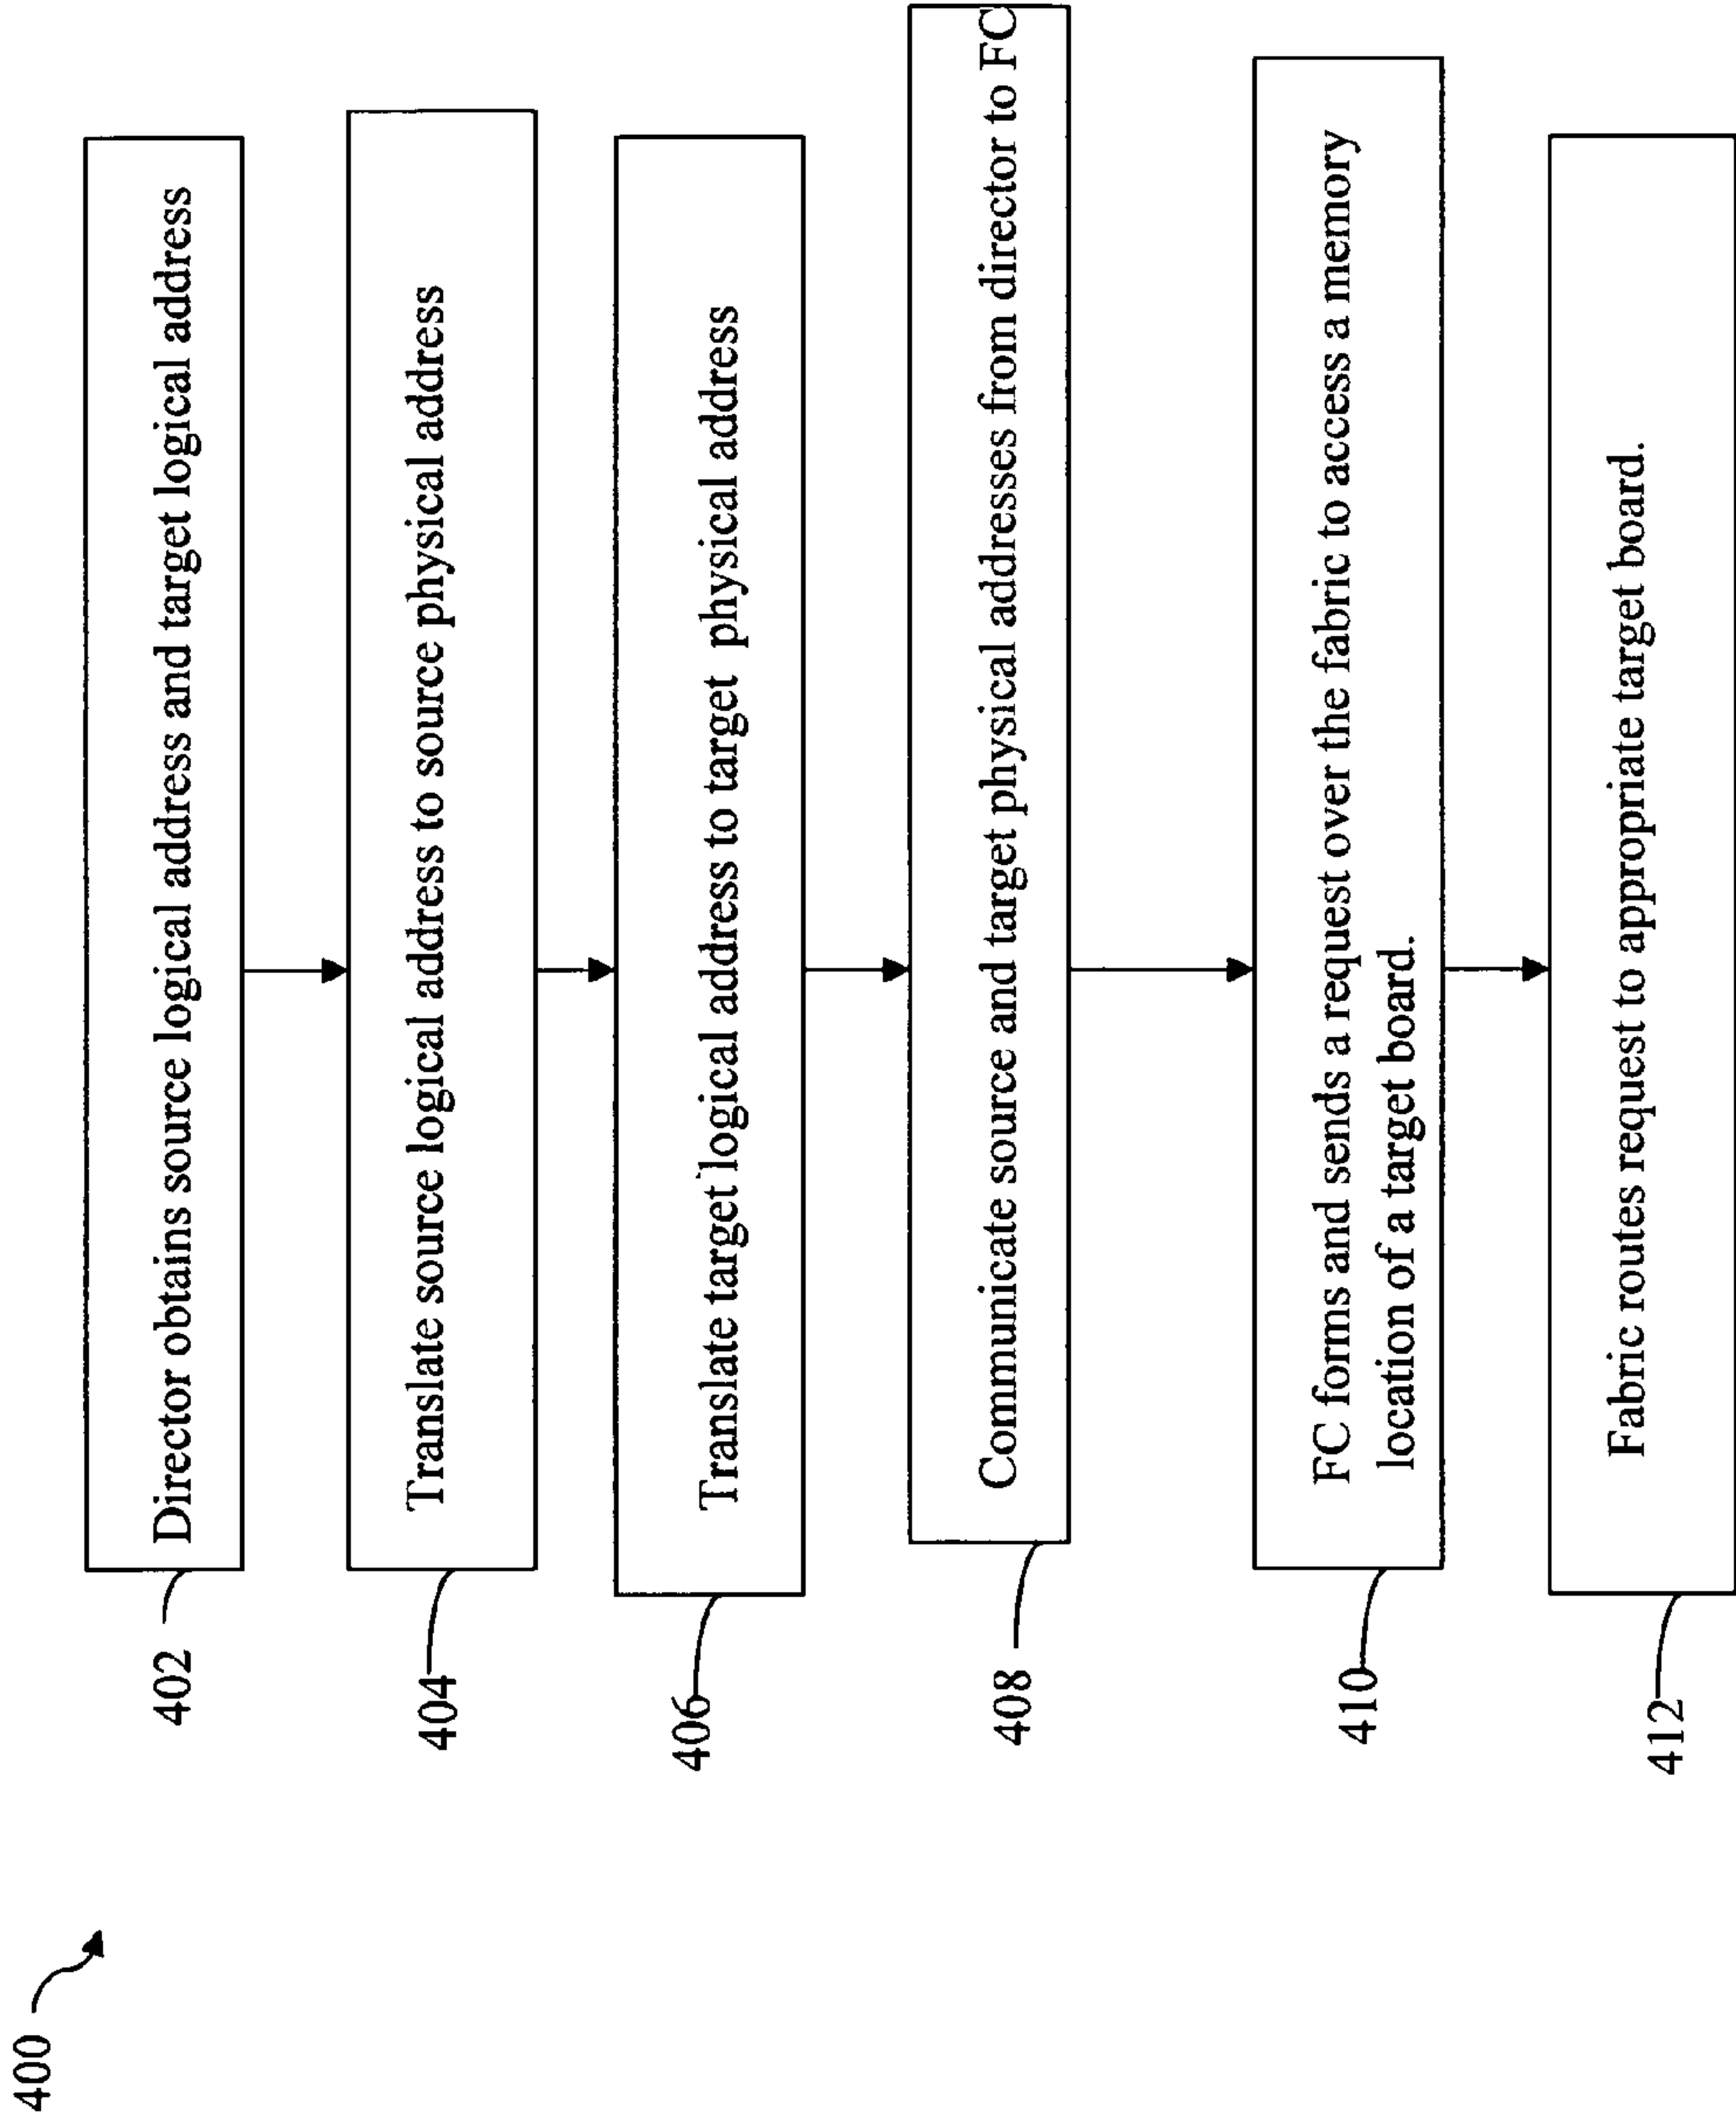 400
402
Director obtains source logical address and target logical address
404
Translate source logical address to source physical address
406
Translate target logical address to target physical address
408
Communicate source and target physical addresses from director to FC
410
FC forms and sends a request over the fabric to access a memory
location of a target board.
412
Fabric routes request to appropriate target board.